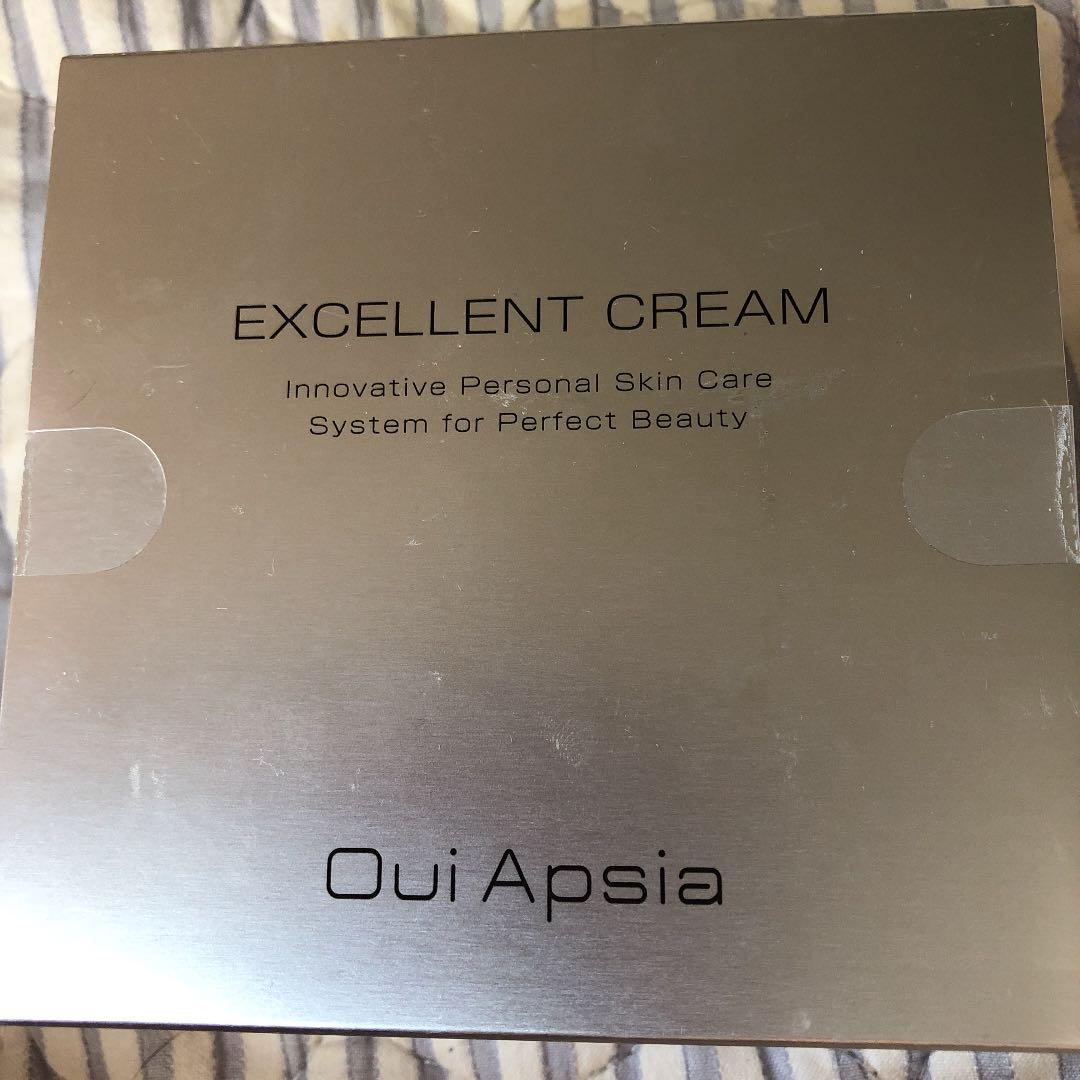 EXCELLENT CREAM
Innovative Personal Skin Care
System for Perfect Beauty
Oui Apsia